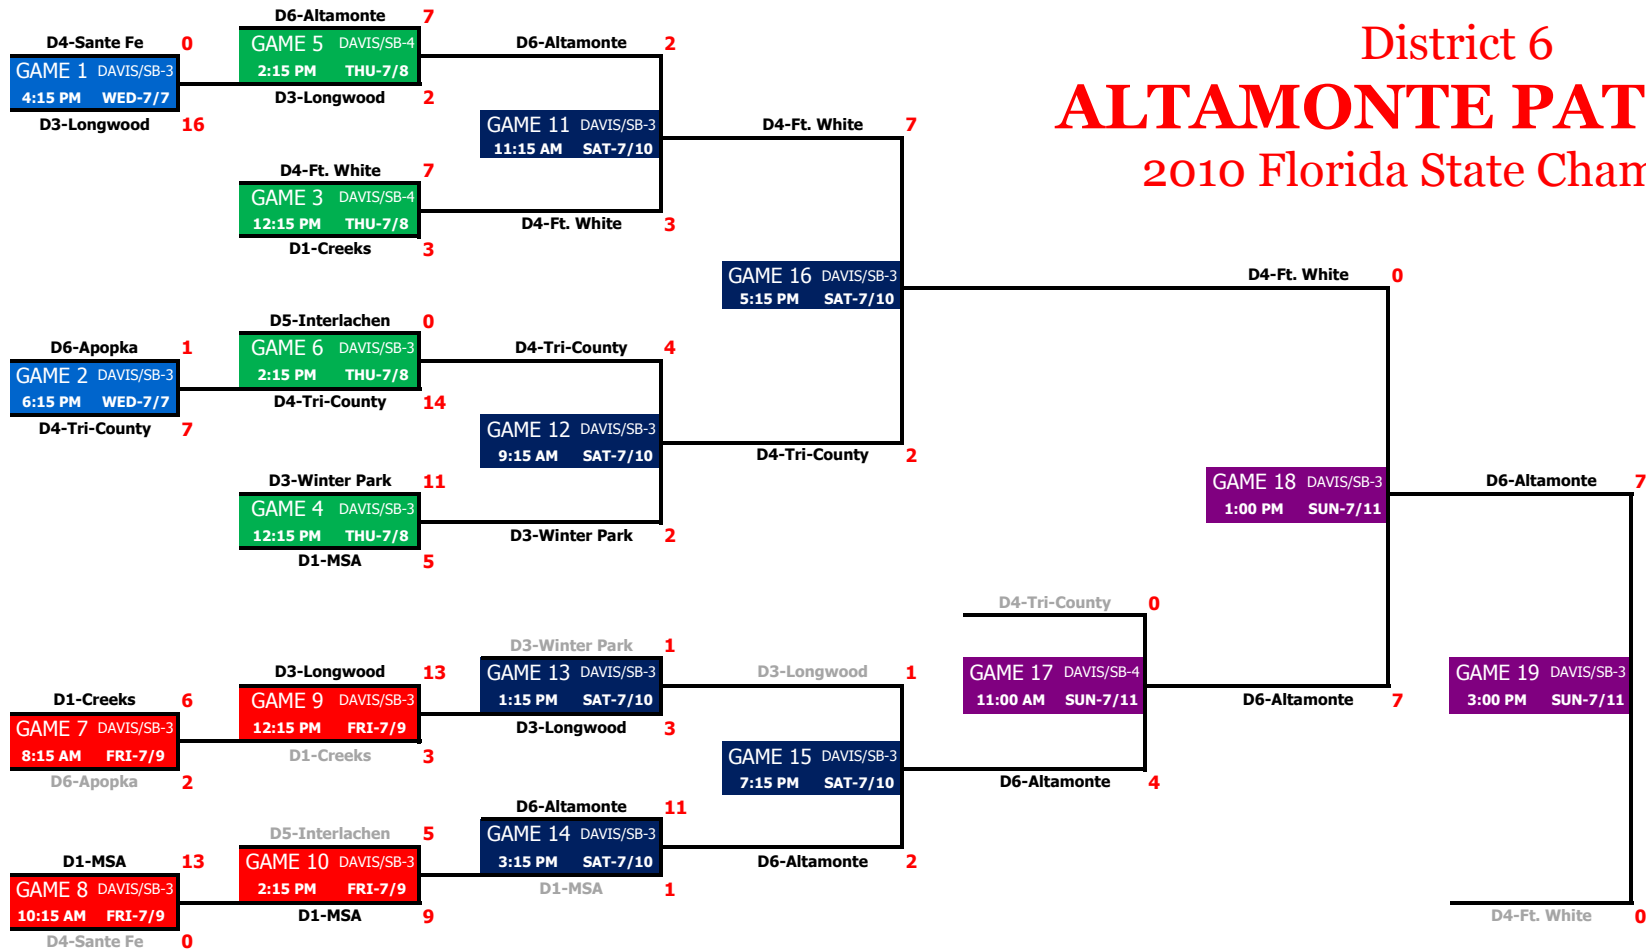 District 6
ALTAMONTE PAT
2010 Florida State Cham
D6-Altamonte 7
D4-Sante Fe 0
GAME 5 DAVIS/SB-4
2:15 PM THU-7/8
D6-Altamonte 2
GAME 1 DAVIS/SB-3
4:15 PM WED-7/7
D3-Longwood 2
D3-Longwood 16
GAME 11 DAVIS/SB-3
11:15 AM SAT-7/10
D4-Ft. White 7
D4-Ft. White 7
GAME 3 DAVIS/SB-4
12:15 PM THU-7/8
D4-Ft. White 3
D1-Creeks 3
GAME 16 DAVIS/SB-3
5:15 PM SAT-7/10
D4-Ft. White 0
D5-Interlachen 0
D6-Apopka 1
GAME 6 DAVIS/SB-3
2:15 PM THU-7/8
D4-Tri-County 4
GAME 2 DAVIS/SB-3
6:15 PM WED-7/7
D4-Tri-County 14
D4-Tri-County 7
GAME 12 DAVIS/SB-3
9:15 AM SAT-7/10
D4-Tri-County 2
D3-Winter Park 11
GAME 4 DAVIS/SB-3
12:15 PM THU-7/8
D3-Winter Park 2
D1-MSA 5
GAME 18 DAVIS/SB-3
1:00 PM SUN-7/11
D6-Altamonte 7
D4-Tri-County 0
D3-Winter Park 1
D3-Longwood 13
GAME 13 DAVIS/SB-3
1:15 PM SAT-7/10
D3-Longwood 1
GAME 17 DAVIS/SB-4
11:00 AM SUN-7/11
GAME 19 DAVIS/SB-3
3:00 PM SUN-7/11
D1-Creeks 6
GAME 9 DAVIS/SB-3
12:15 PM FRI-7/9
D3-Longwood 3
D6-Altamonte 7
GAME 7 DAVIS/SB-3
8:15 AM FRI-7/9
D1-Creeks 3
D6-Apopka 2
GAME 15 DAVIS/SB-3
7:15 PM SAT-7/10
D6-Altamonte 4
D6-Altamonte 11
D5-Interlachen 5
GAME 14 DAVIS/SB-3
3:15 PM SAT-7/10
D6-Altamonte 2
D1-MSA 13
GAME 10 DAVIS/SB-3
2:15 PM FRI-7/9
D1-MSA 1
GAME 8 DAVIS/SB-3
10:15 AM FRI-7/9
D1-MSA 9
D4-Ft. White 0
D4-Sante Fe 0